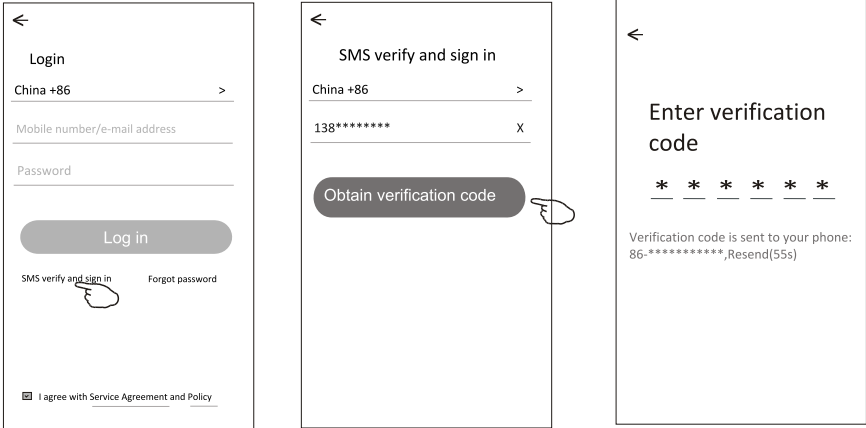 Login
China +86 >
Mobile number/e-mail address
Password
Log in
SMS verify and sign in Forgot password
I agree with Service Agreement and Policy
SMS verify and sign in
China +86 >
138******** X
Obtain verification code
Enter verification
code
* * * * * *
Verification code is sent to your phone:
86-***********,Resend(55s)